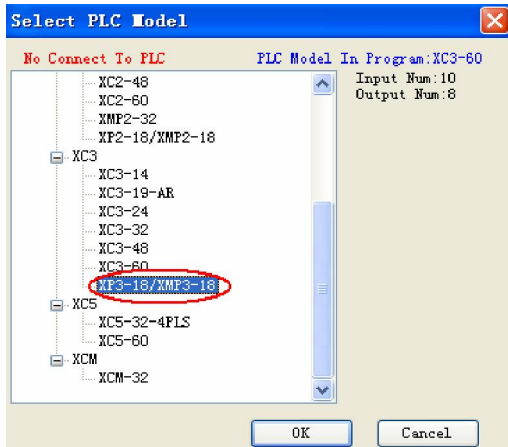 Select PLC Model
No Connect To PLC
PLC Model In Program:XC3-60
Input Num:10
Output Num:8
XC2-48
XC2-60
XMP2-32
XP2-18/XMP2-18
XC3
XC3-14
XC3-19-AR
XC3-24
XC3-32
XC3-48
XC3-60
XP3-18/XMP3-18
XC5
XC5-32-4PLS
XC5-60
XCM
XCM-32
OK
Cancel